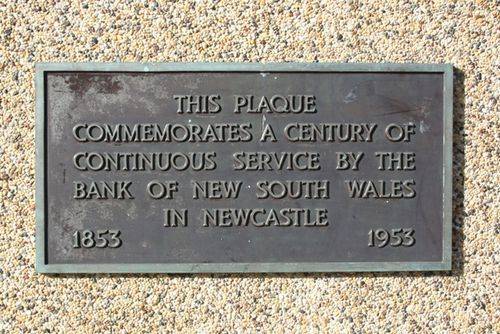 THIS PLAQUE
COMMEMORATES A CENTURY OF
CONTINUOUS SERVICE BY THE
BANK OF NEW SOUTH WALES
IN NEWCASTLE
1853 1953